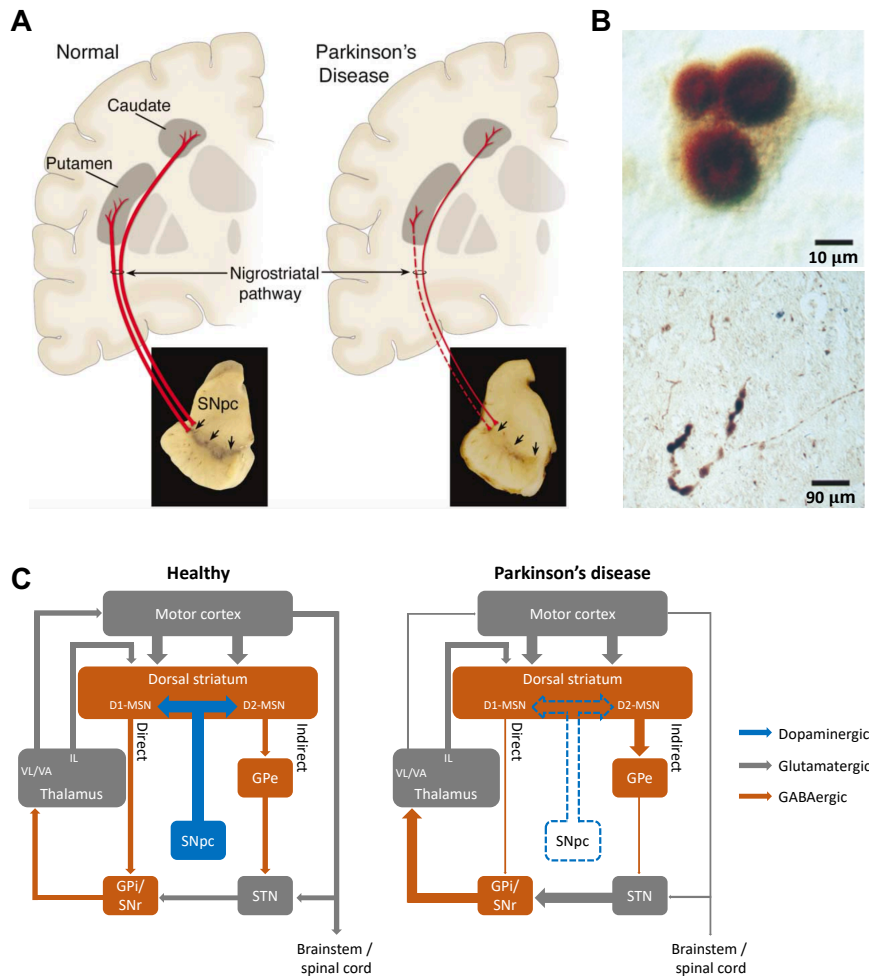 A
Normal
Parkinson's
Disease
Caudate
Putamen
Nigrostriatal
pathway
SNpc
B
10 μm
90 μm
C
Healthy
Motor cortex
Dorsal striatum
D1-MSN
D2-MSN
Direct
Indirect
IL
VL/VA
Thalamus
GPe
SNpc
GPi/
SNr
STN
Brainstem /
spinal cord
Parkinson's disease
Motor cortex
Dorsal striatum
D1-MSN
D2-MSN
Direct
Indirect
IL
VL/VA
Thalamus
GPe
SNpc
GPi/
SNr
STN
Brainstem /
spinal cord
Dopaminergic
Glutamatergic
GABAergic